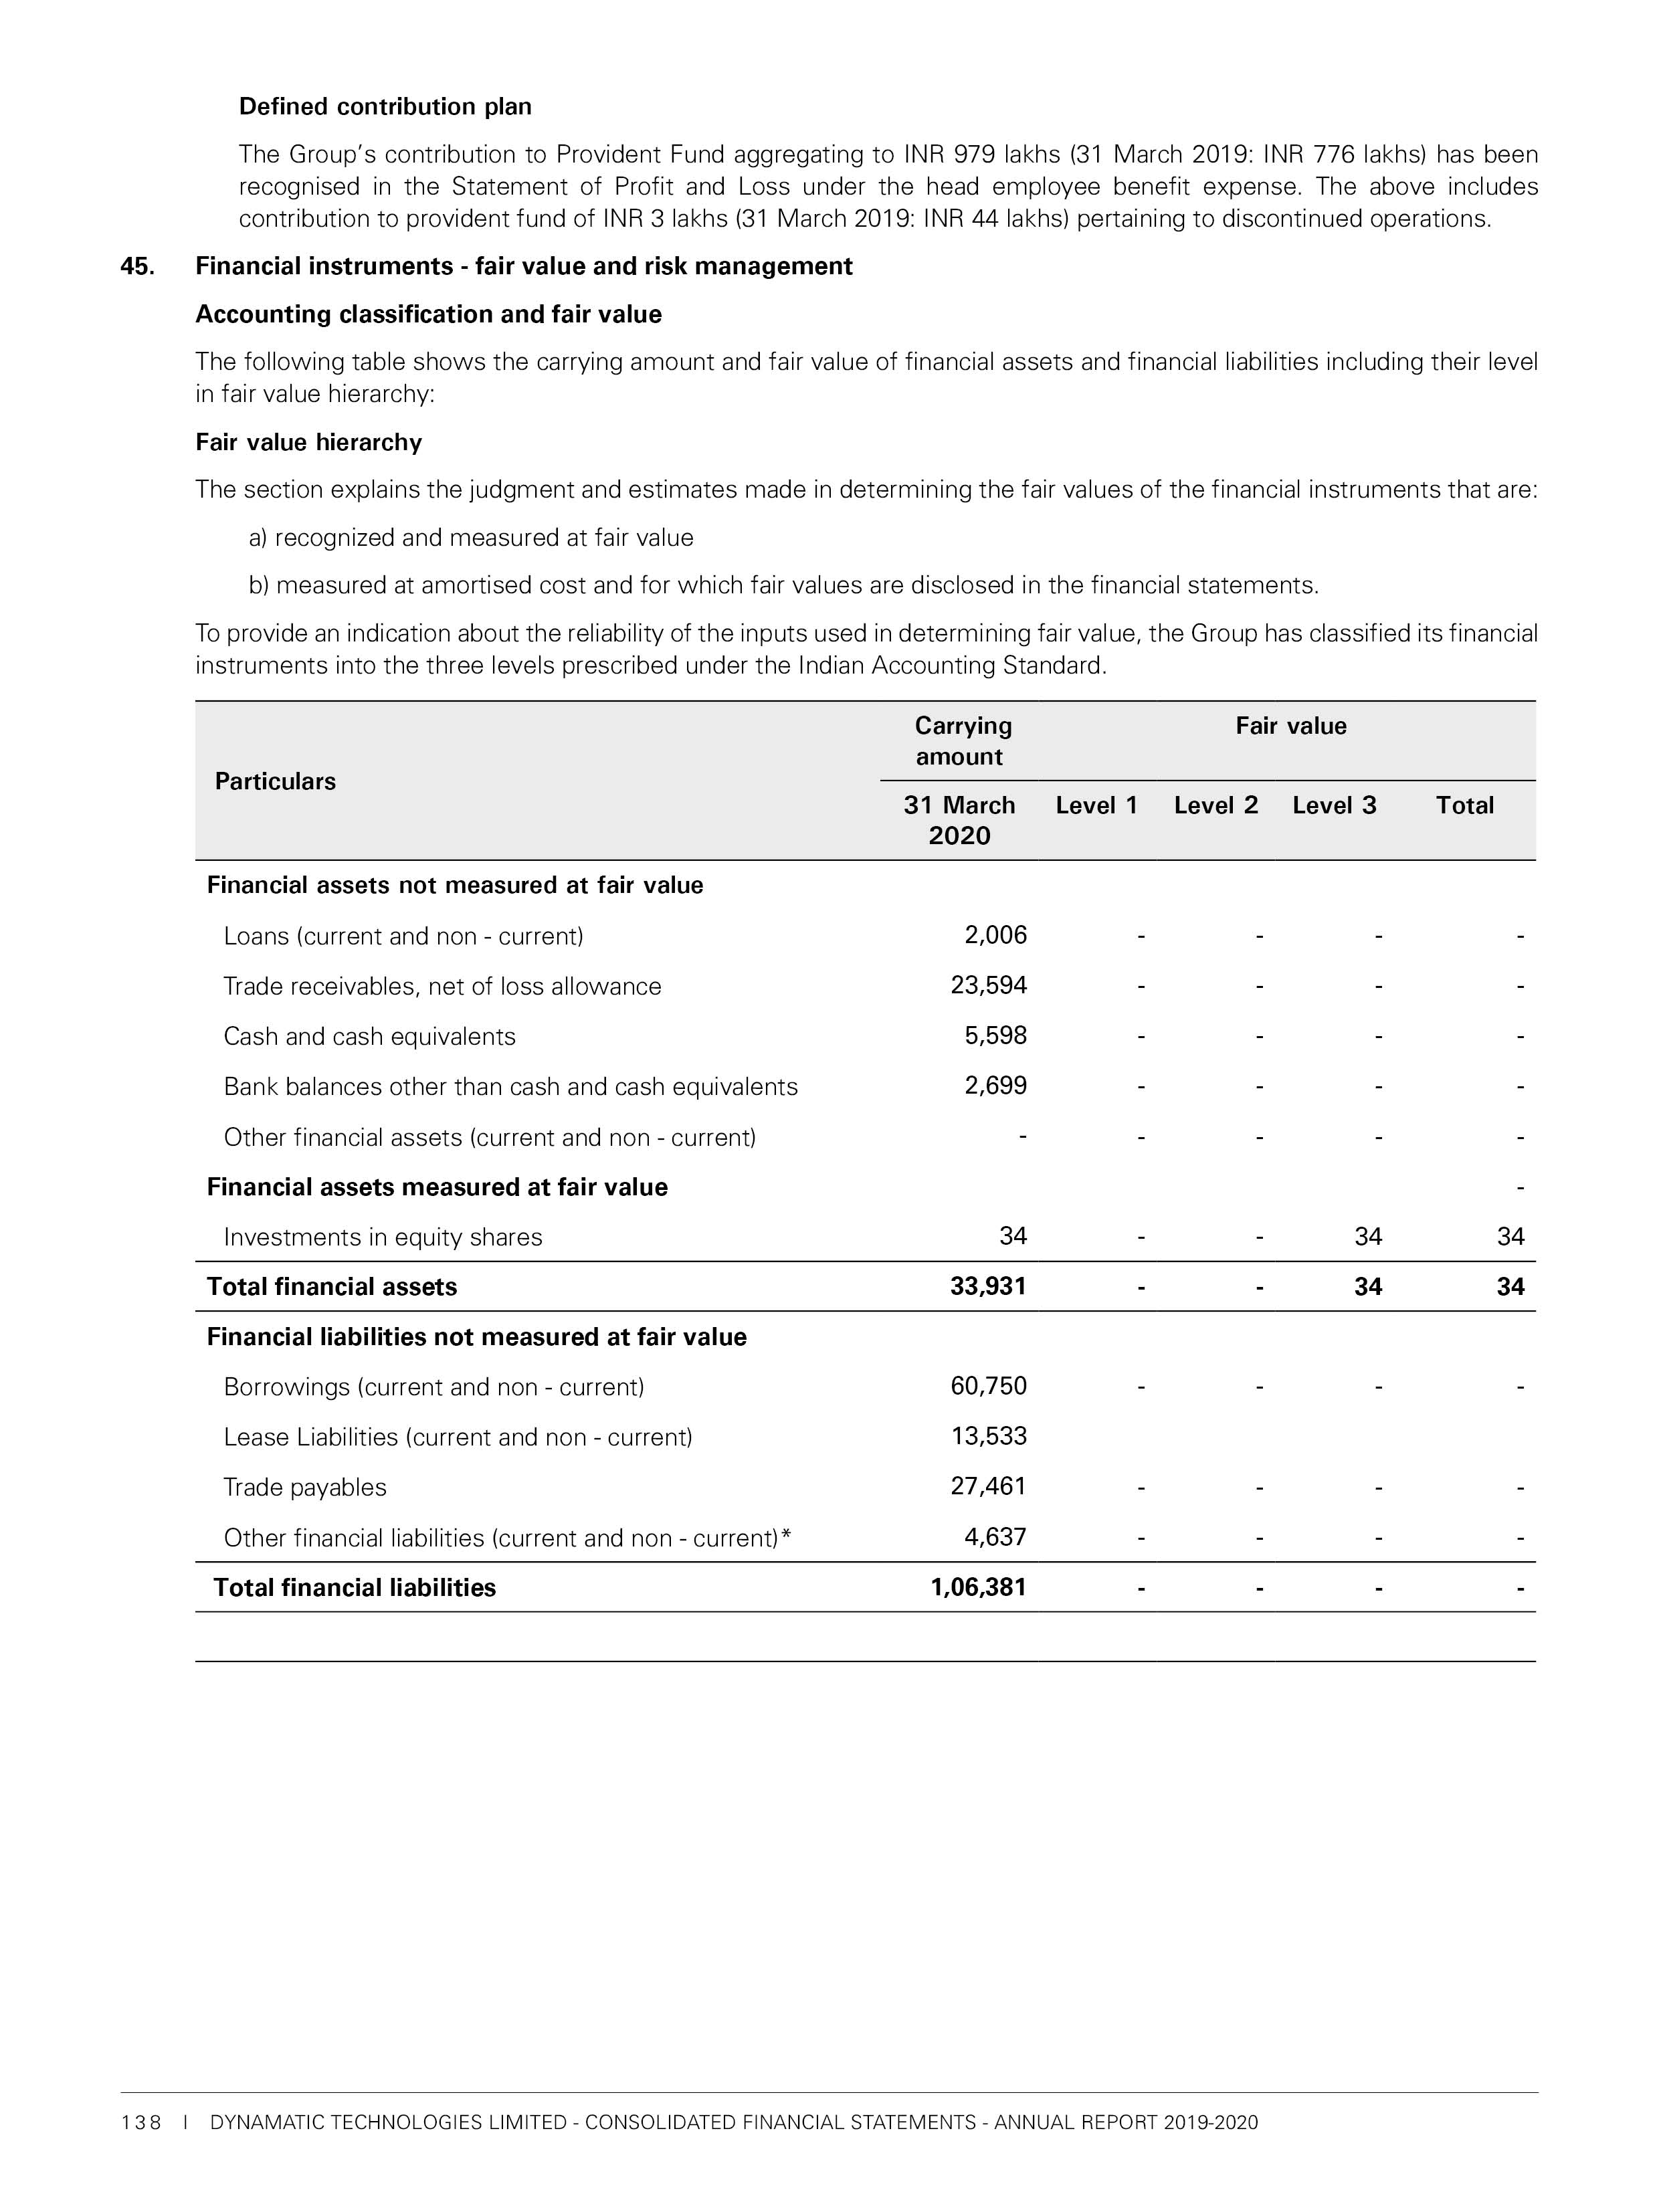 Defined contribution plan
The Group's contribution to Provident Fund aggregating to INR 979 lakhs (31 March 2019: INR 776 lakhs) has been
recognised in the Statement of Profit and Loss under the head employee benefit expense. The above includes
contribution to provident fund of INR 3 lakhs (31 March 2019: INR 44 lakhs) pertaining to discontinued operations.
45. Financial instruments - fair value and risk management
Accounting classification and fair value
The following table shows the carrying amount and fair value of financial assets and financial liabilities including their level
in fair value hierarchy:
Fair value hierarchy
The section explains the judgment and estimates made in determining the fair values of the financial instruments that are:
a) recognized and measured at fair value
b) measured at amortised cost and for which fair values are disclosed in the financial statements.
To provide an indication about the reliability of the inputs used in determining fair value, the Group has classified its financial
instruments into the three levels prescribed under the Indian Accounting Standard.
Particulars
Carrying
amount
Fair value
31 March
2020
Level 1 Level 2 Level 3 Total
Financial assets not measured at fair value
Loans (current and non - current) 2,006 - - - -
Trade receivables, net of loss allowance 23,594 - - - -
Cash and cash equivalents 5,598 - - - -
Bank balances other than cash and cash equivalents 2,699 - - - -
Other financial assets (current and non - current) - - - - -
Financial assets measured at fair value -
Investments in equity shares 34 - - 34 34
Total financial assets 33,931 - - 34 34
Financial liabilities not measured at fair value
Borrowings (current and non - current) 60,750 - - - -
Lease Liabilities (current and non - current) 13,533
Trade payables 27,461 - - - -
Other financial liabilities (current and non - current)* 4,637 - - - -
Total financial liabilities 1,06,381 - - - -
138 I DYNAMATIC TECHNOLOGIES LIMITED - CONSOLIDATED FINANCIAL STATEMENTS - ANNUAL REPORT 2019-2020